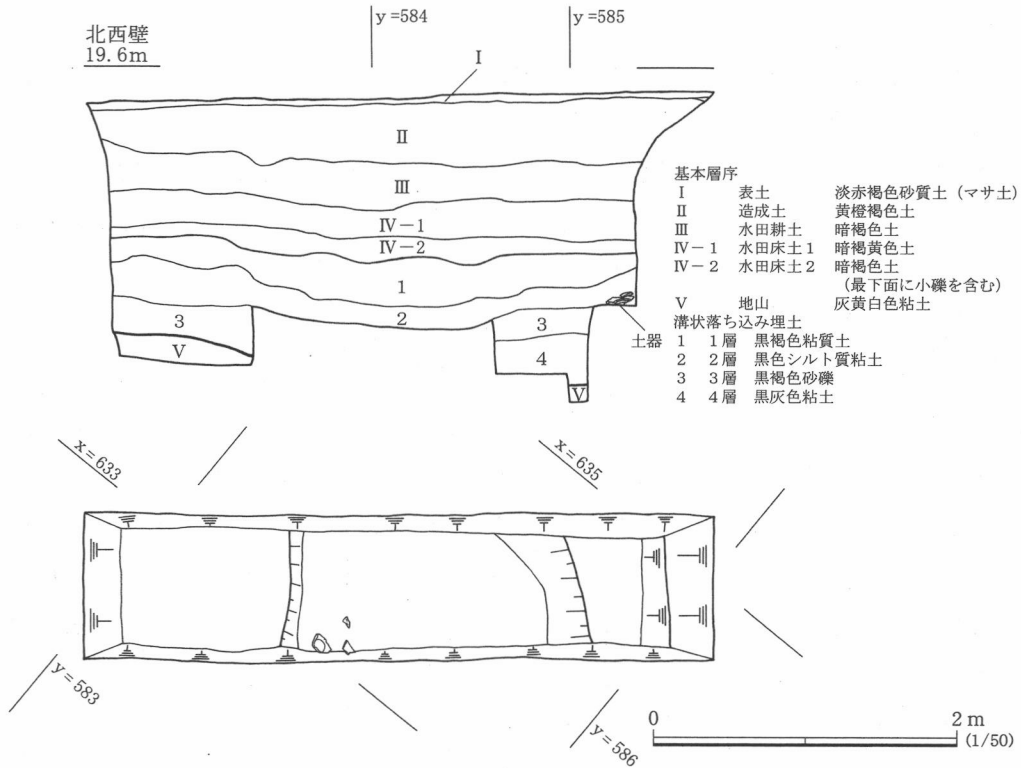 北西壁
19.6m
y=584
y=585
Ⅰ
Ⅱ
Ⅲ
Ⅳ－1
Ⅳ－2
1
2
3
Ⅴ
3
4
Ⅴ
土器
基本層序
Ⅰ 表土 淡赤褐色砂質土（マサ土）
Ⅱ 造成土 黄橙褐色土
Ⅲ 水田耕土 暗褐色土
Ⅳ－1 水田床土1 暗褐黄色土
Ⅳ－2 水田床土2 暗褐色土
（最下面に小礫を含む）
Ⅴ 地山 灰黄白色粘土
溝状落ち込み埋土
1 1層 黒褐色粘質土
2 2層 黒色シルト質粘土
3 3層 黒褐色砂礫
4 4層 黒灰色粘土
x=633
x=635
y=583
y=586
0 2m
(1/50)